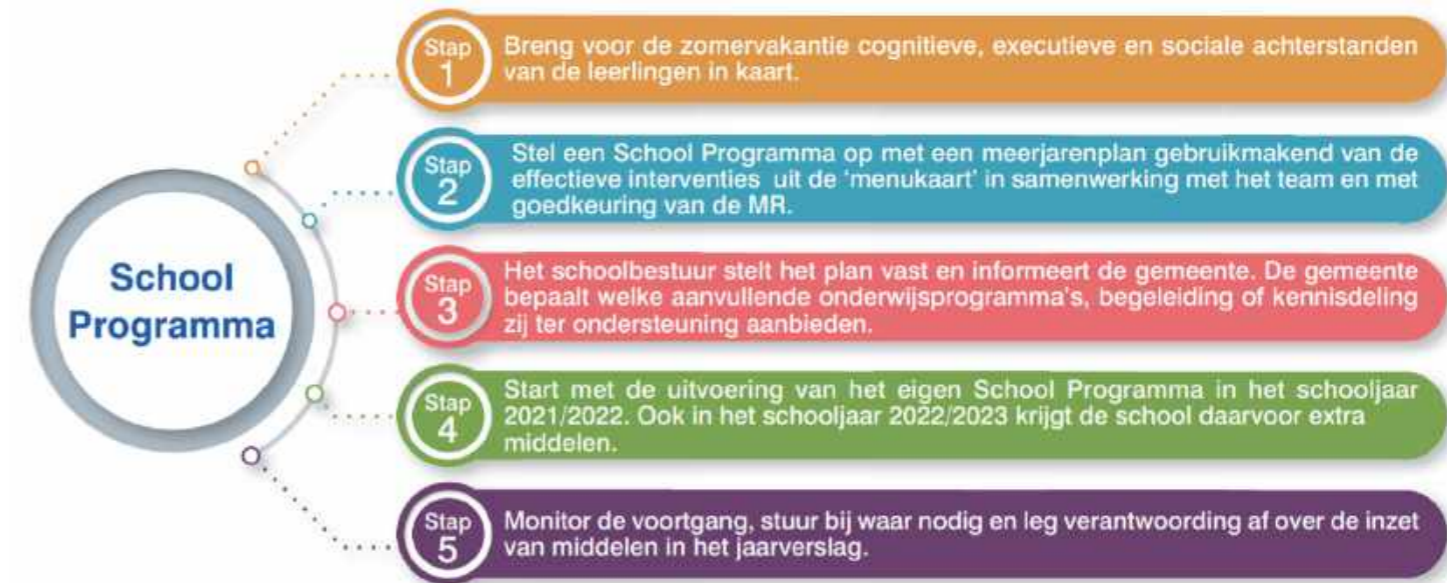 School
Programma
Stap
1
Breng voor de zomervakantie cognitieve, executieve en sociale achterstanden
van de leerlingen in kaart.
Stap
2
Stel een School Programma op met een meerjarenplan gebruikmakend van de
effectieve interventies uit de ‘menukaart’ in samenwerking met het team en met
goedkeuring van de MR.
Stap
3
Het schoolbestuur stelt het plan vast en informeert de gemeente. De gemeente
bepaalt welke aanvullende onderwijsprogramma's, begeleiding of kennisdeling
zij ter ondersteuning aanbieden.
Stap
4
Start met de uitvoering van het eigen School Programma in het schooljaar
2021/2022. Ook in het schooljaar 2022/2023 krijgt de school daarvoor extra
middelen.
Stap
5
Monitor de voortgang, stuur bij waar nodig en leg verantwoording af over de inzet
van middelen in het jaarverslag.